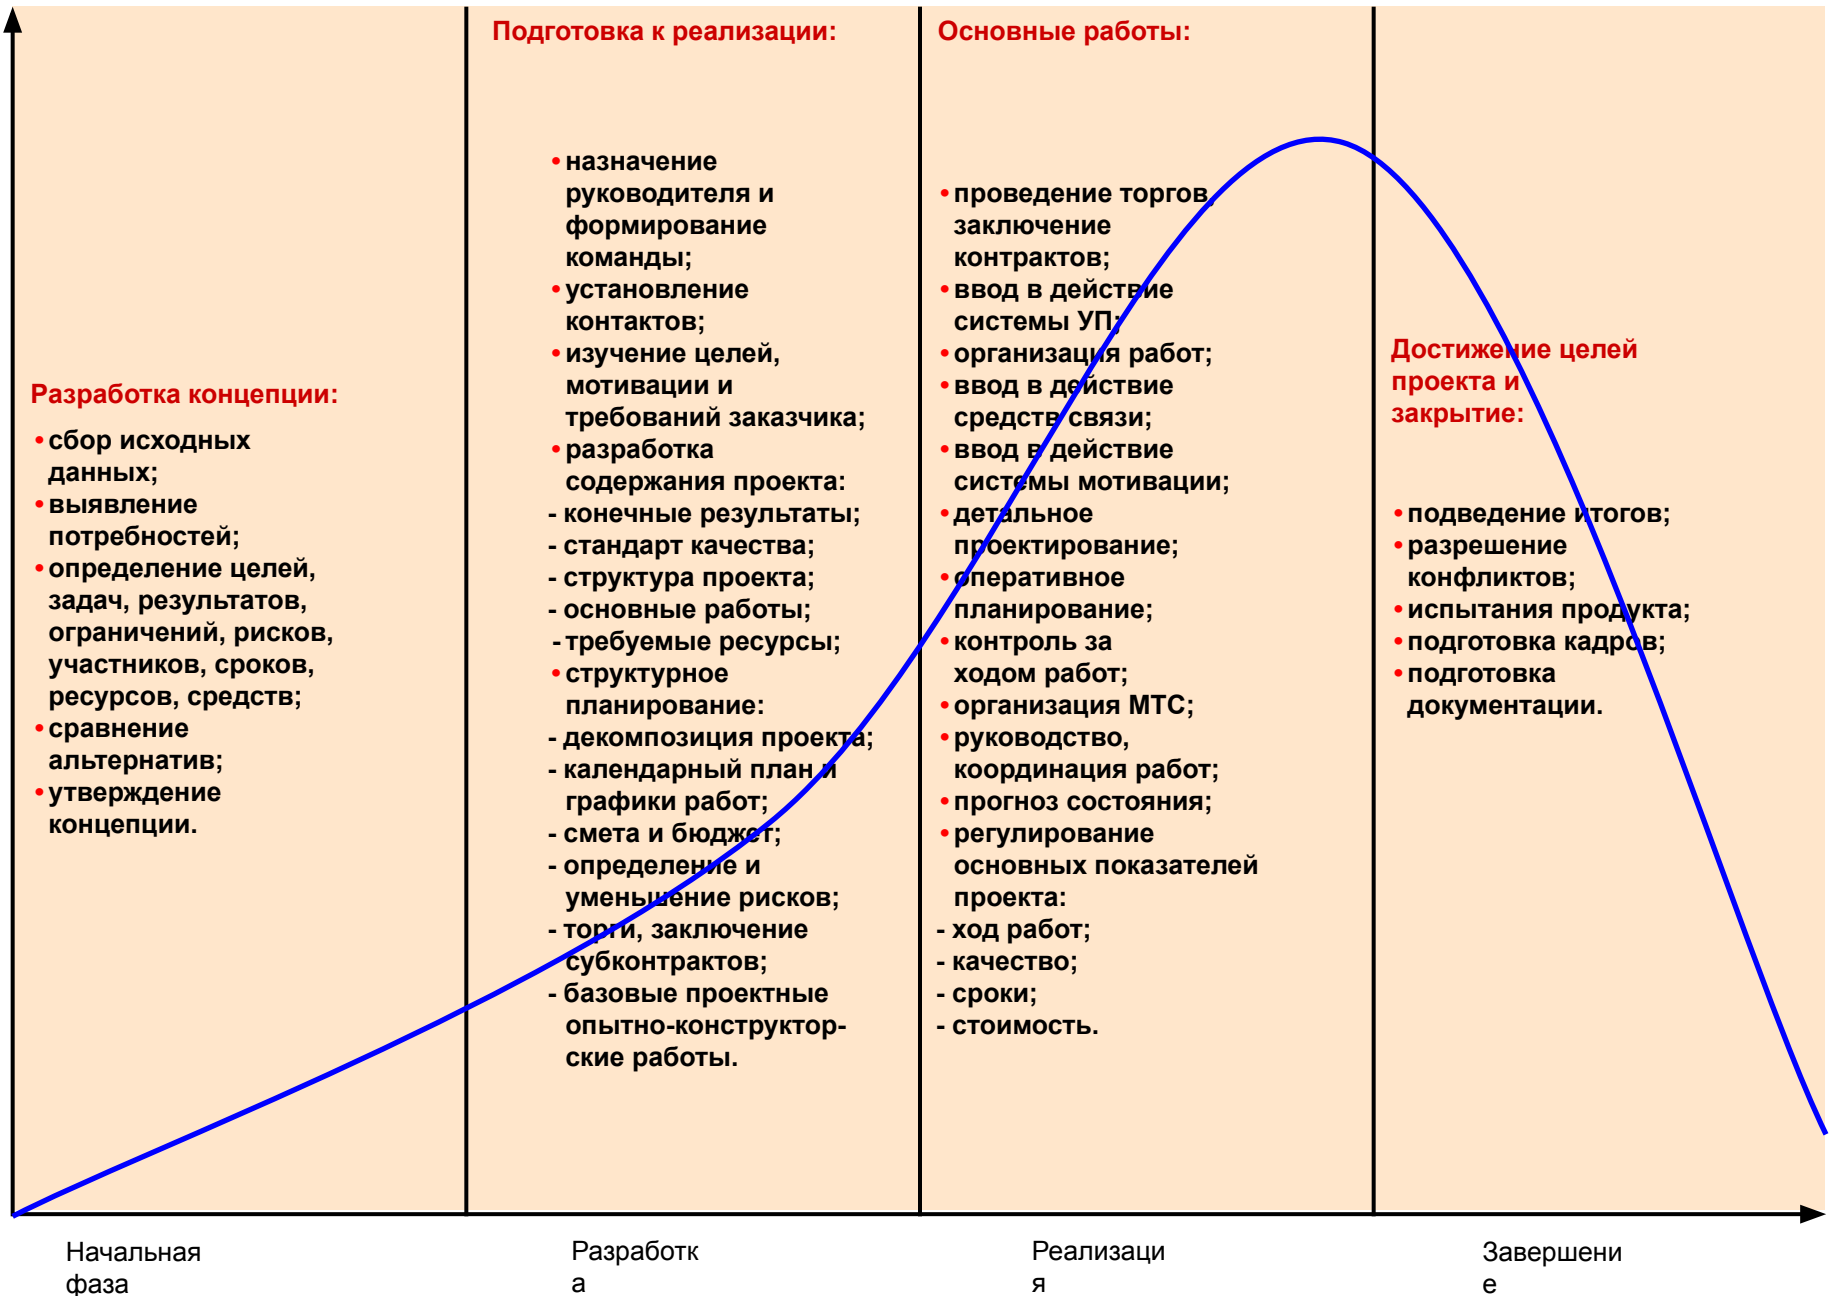 Разработка концепции:
•сбор исходных
данных;
•выявление
потребностей;
•определение целей,
задач, результатов,
ограничений, рисков,
участников, сроков,
ресурсов, средств;
•сравнение
альтернатив;
•утверждение
концепции.
Подготовка к реализации:
•назначение
руководителя и
формирование
команды;
•установление
контактов;
•изучение целей,
мотивации и
требований заказчика;
•разработка
содержания проекта:
- конечные результаты;
- стандарт качества;
- структура проекта;
- основные работы;
- требуемые ресурсы;
•структурное
планирование:
- декомпозиция проекта;
- календарный план и
графики работ;
- смета и бюджет;
- определение и
уменьшение рисков;
- торги, заключение
субконтрактов;
- базовые проектные
опытно-конструктор-
ские работы.
Основные работы:
•проведение торгов,
заключение
контрактов;
•ввод в действие
системы УП;
•организация работ;
•ввод в действие
средств связи;
•ввод в действие
системы мотивации;
•детальное
проектирование;
•оперативное
планирование;
•контроль за
ходом работ;
•организация МТС;
•руководство,
координация работ;
•прогноз состояния;
•регулирование
основных показателей
проекта:
- ход работ;
- качество;
- сроки;
- стоимость.
Достижение целей
проекта и
закрытие:
•подведение итогов;
•разрешение
конфликтов;
•испытания продукта;
•подготовка кадров;
•подготовка
документации.
Начальная
фаза
Разработк
а
Реализаци
я
Завершени
е